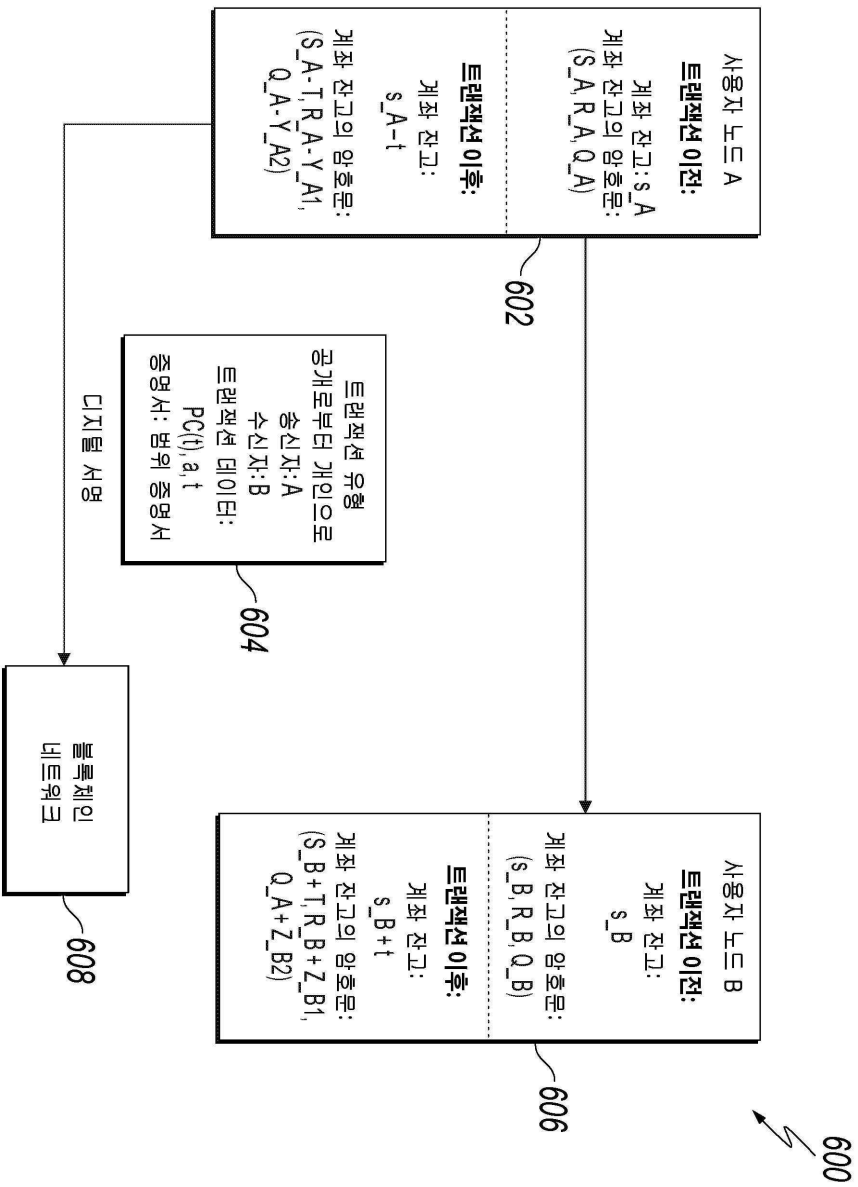 600
사용자 노드 A
트랜잭션 이전:
계좌 잔고: s_A
계좌 잔고의 암호문:
(S_A, R_A, Q_A)
트랜잭션 이후:
계좌 잔고:
s_A - t
계좌 잔고의 암호문:
(S_A - T, R_A - Y_A1,
Q_A - Y_A2)
602
트랜잭션 유형
공개로부터 개인으로
송신자:A
수신자:B
트랜잭션 데이터:
PC(t), a, t
증명서: 범위 증명서
604
사용자 노드 B
트랜잭션 이전:
계좌 잔고:
s_B
계좌 잔고의 암호문:
(s_B, R_B, Q_B)
트랜잭션 이후:
계좌 잔고:
s_B + t
계좌 잔고의 암호문:
(S_B + T, R_B + Z_B1,
Q_A + Z_B2)
606
디지털 서명
블록체인
네트워크
608